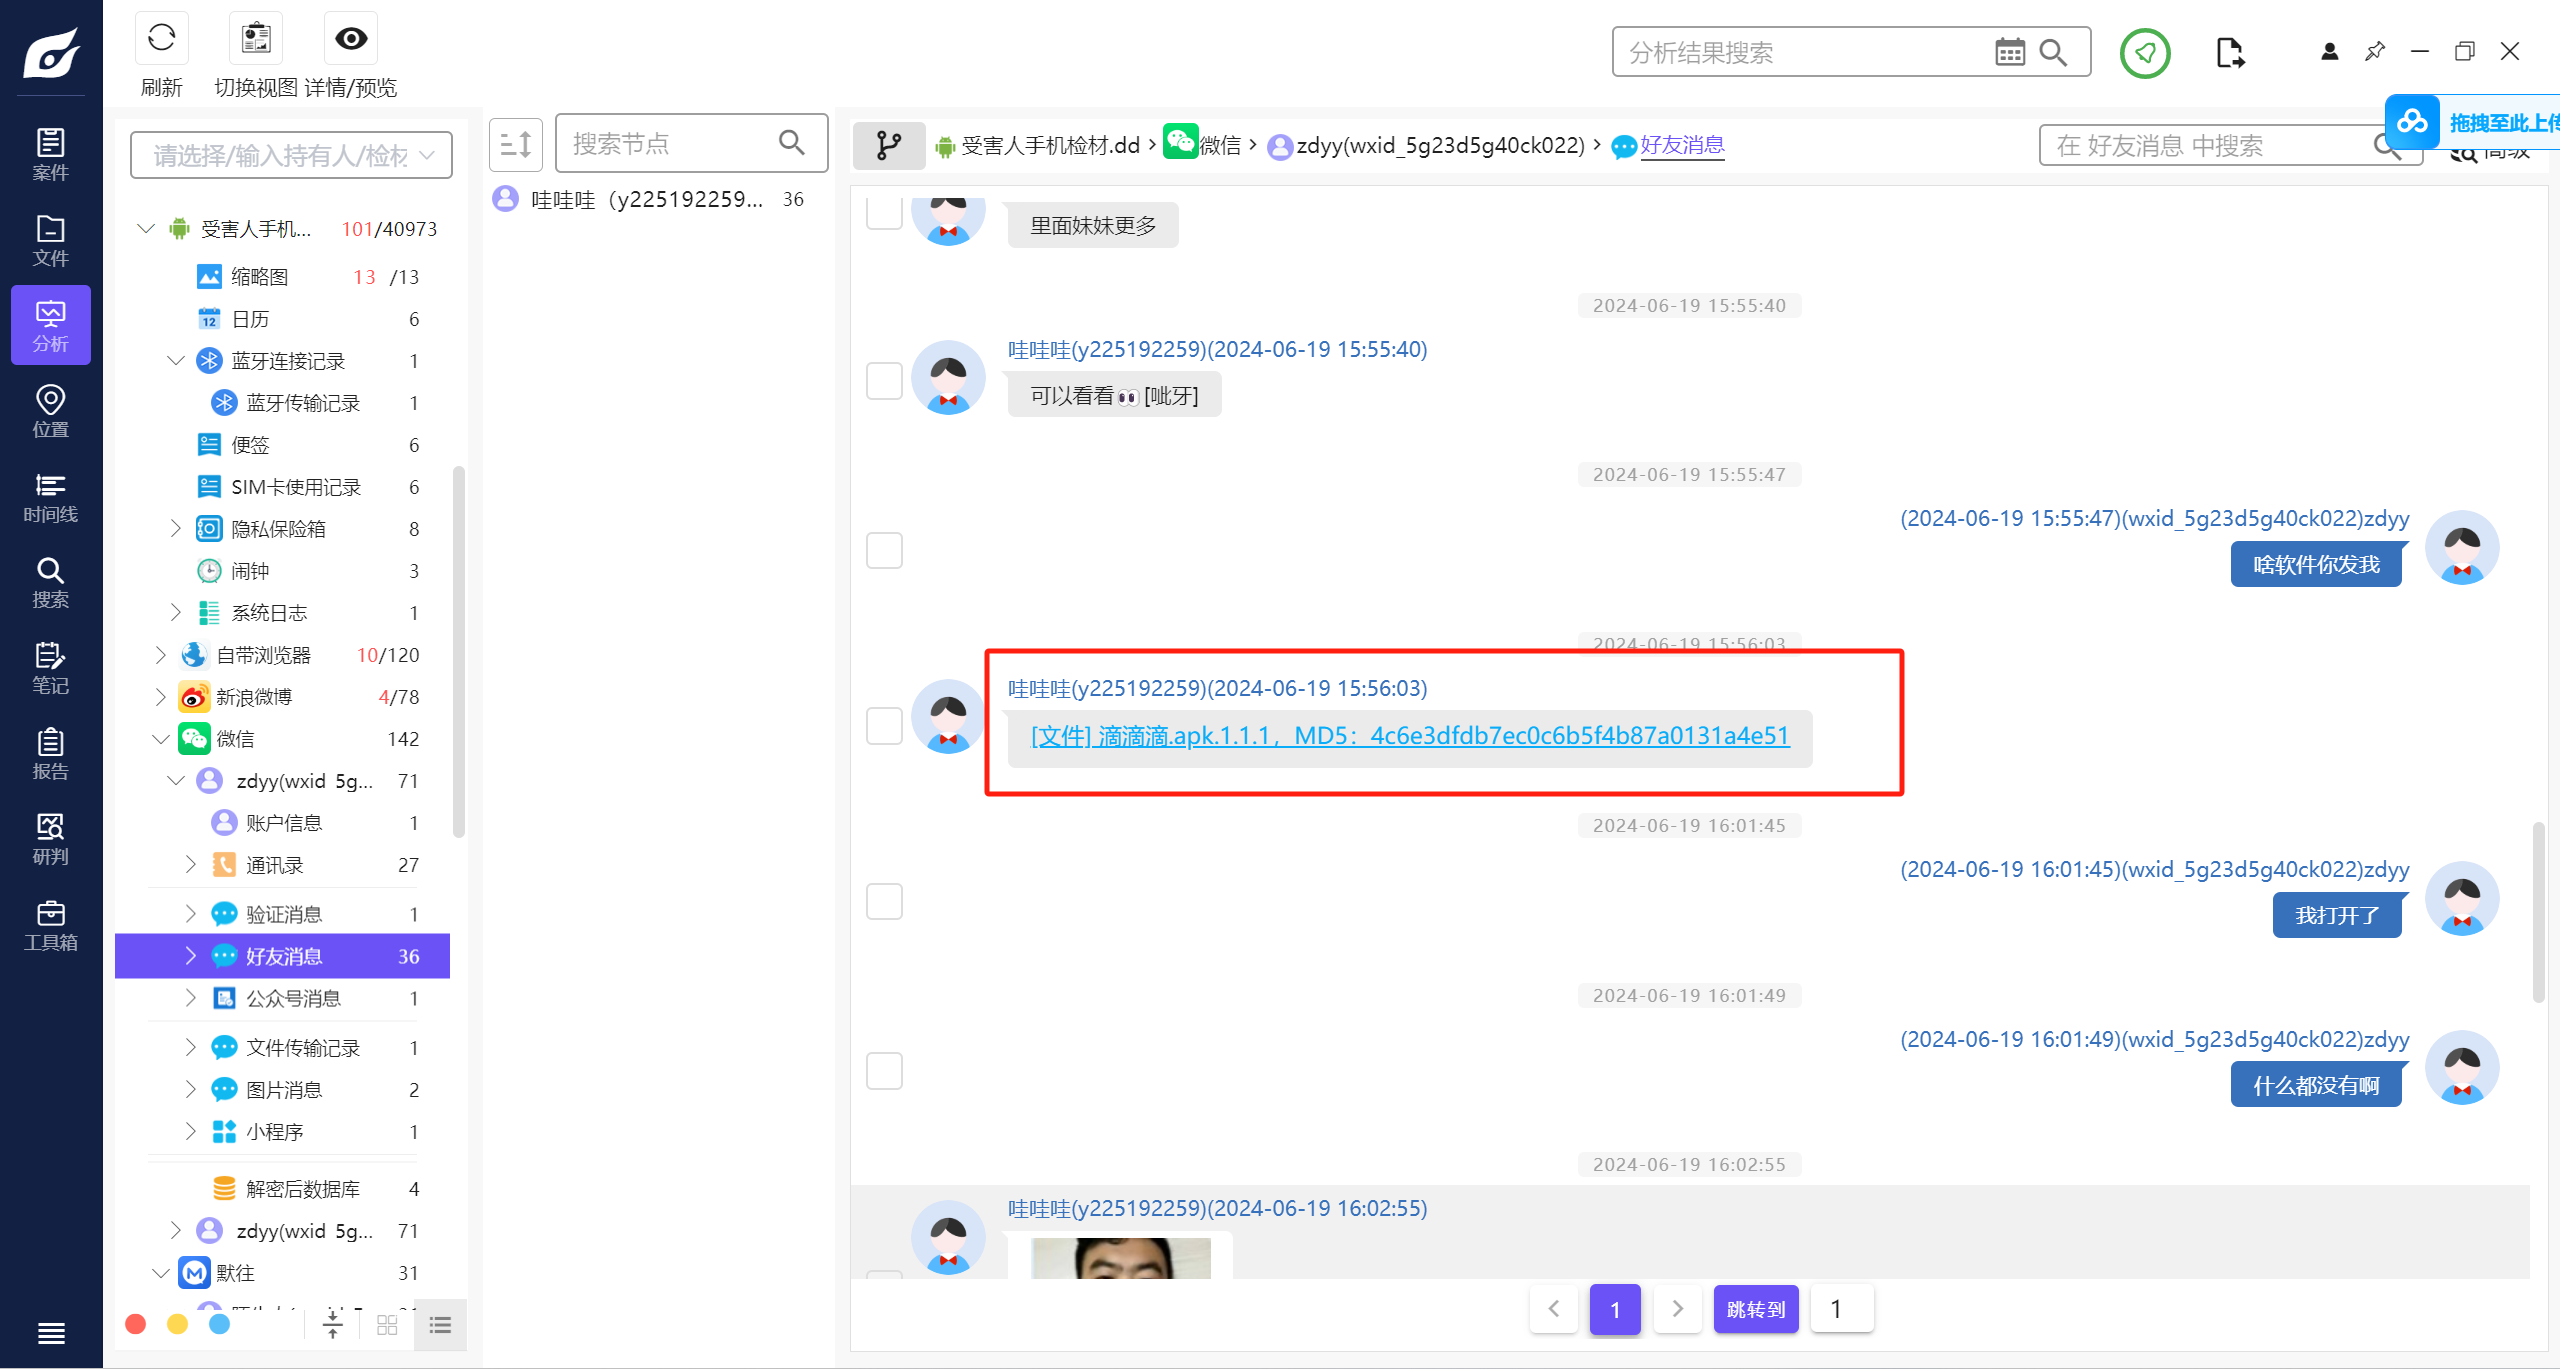 刷新
切换视图
详情/预览
分析结果搜索
案件
文件
分析
位置
时间线
搜索
笔记
报告
研判
工具箱
请选择/输入持有人/检材
受害人手机... 101/40973
缩略图 13 /13
日历 6
蓝牙连接记录 1
蓝牙传输记录 1
便签 6
SIM卡使用记录 6
隐私保险箱 8
闹钟 3
系统日志 1
自带浏览器 10/120
新浪微博 4/78
微信 142
zdyy(wxid_5g... 71
账户信息 1
通讯录 27
验证消息 1
好友消息 36
公众号消息 1
文件传输记录 1
图片消息 2
小程序 1
解密后数据库 4
zdyy(wxid_5g... 71
默往 31
搜索节点
哇哇哇（y225192259... 36
受害人手机检材.dd › 微信 › zdyy(wxid_5g23d5g40ck022) › 好友消息
在 好友消息 中搜索
拖拽至此上传
高级
里面妹妹更多
2024-06-19 15:55:40
哇哇哇(y225192259)(2024-06-19 15:55:40)
可以看看👀[呲牙]
2024-06-19 15:55:47
(2024-06-19 15:55:47)(wxid_5g23d5g40ck022)zdyy
啥软件你发我
2024-06-19 15:56:03
哇哇哇(y225192259)(2024-06-19 15:56:03)
[文件] 滴滴滴.apk.1.1.1，MD5：4c6e3dfdb7ec0c6b5f4b87a0131a4e51
2024-06-19 16:01:45
(2024-06-19 16:01:45)(wxid_5g23d5g40ck022)zdyy
我打开了
2024-06-19 16:01:49
(2024-06-19 16:01:49)(wxid_5g23d5g40ck022)zdyy
什么都没有啊
2024-06-19 16:02:55
哇哇哇(y225192259)(2024-06-19 16:02:55)
1
跳转到
1